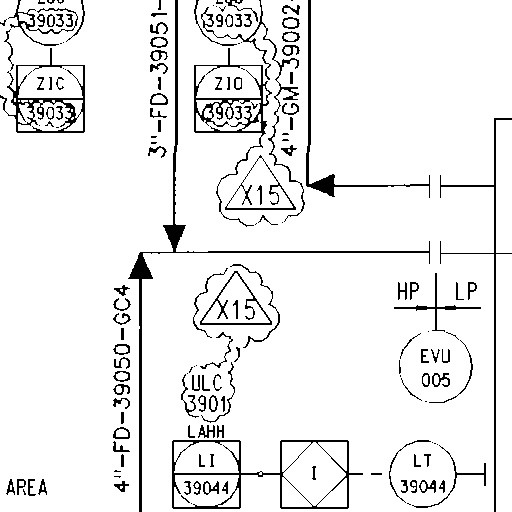 39033
39033
3"-FD-39051-
4"-GM-39002
ZIC
39033
ZIO
39033
X15
X15
HP
LP
4"-FD-39050-GC4
EVU
005
ULC
3901
LAHH
LI
39044
I
LT
39044
AREA